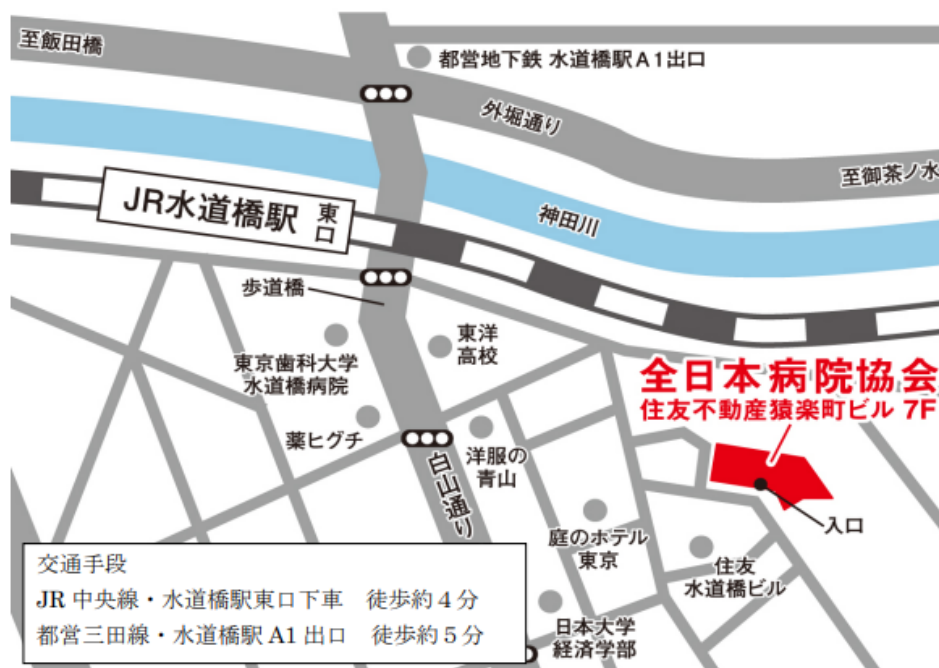 至飯田橋
都営地下鉄 水道橋駅A1出口
外堀通り
至御茶ノ水
JR水道橋駅 東口
神田川
歩道橋
東洋
高校
東京歯科大学
水道橋病院
全日本病院協会
住友不動産猿楽町ビル 7F
薬ヒグチ
洋服の
青山
白山通り
入口
庭のホテル
東京
住友
水道橋ビル
日本大学
経済学部
交通手段
JR 中央線・水道橋駅東口下車 徒歩約4分
都営三田線・水道橋駅 A1 出口 徒歩約5分